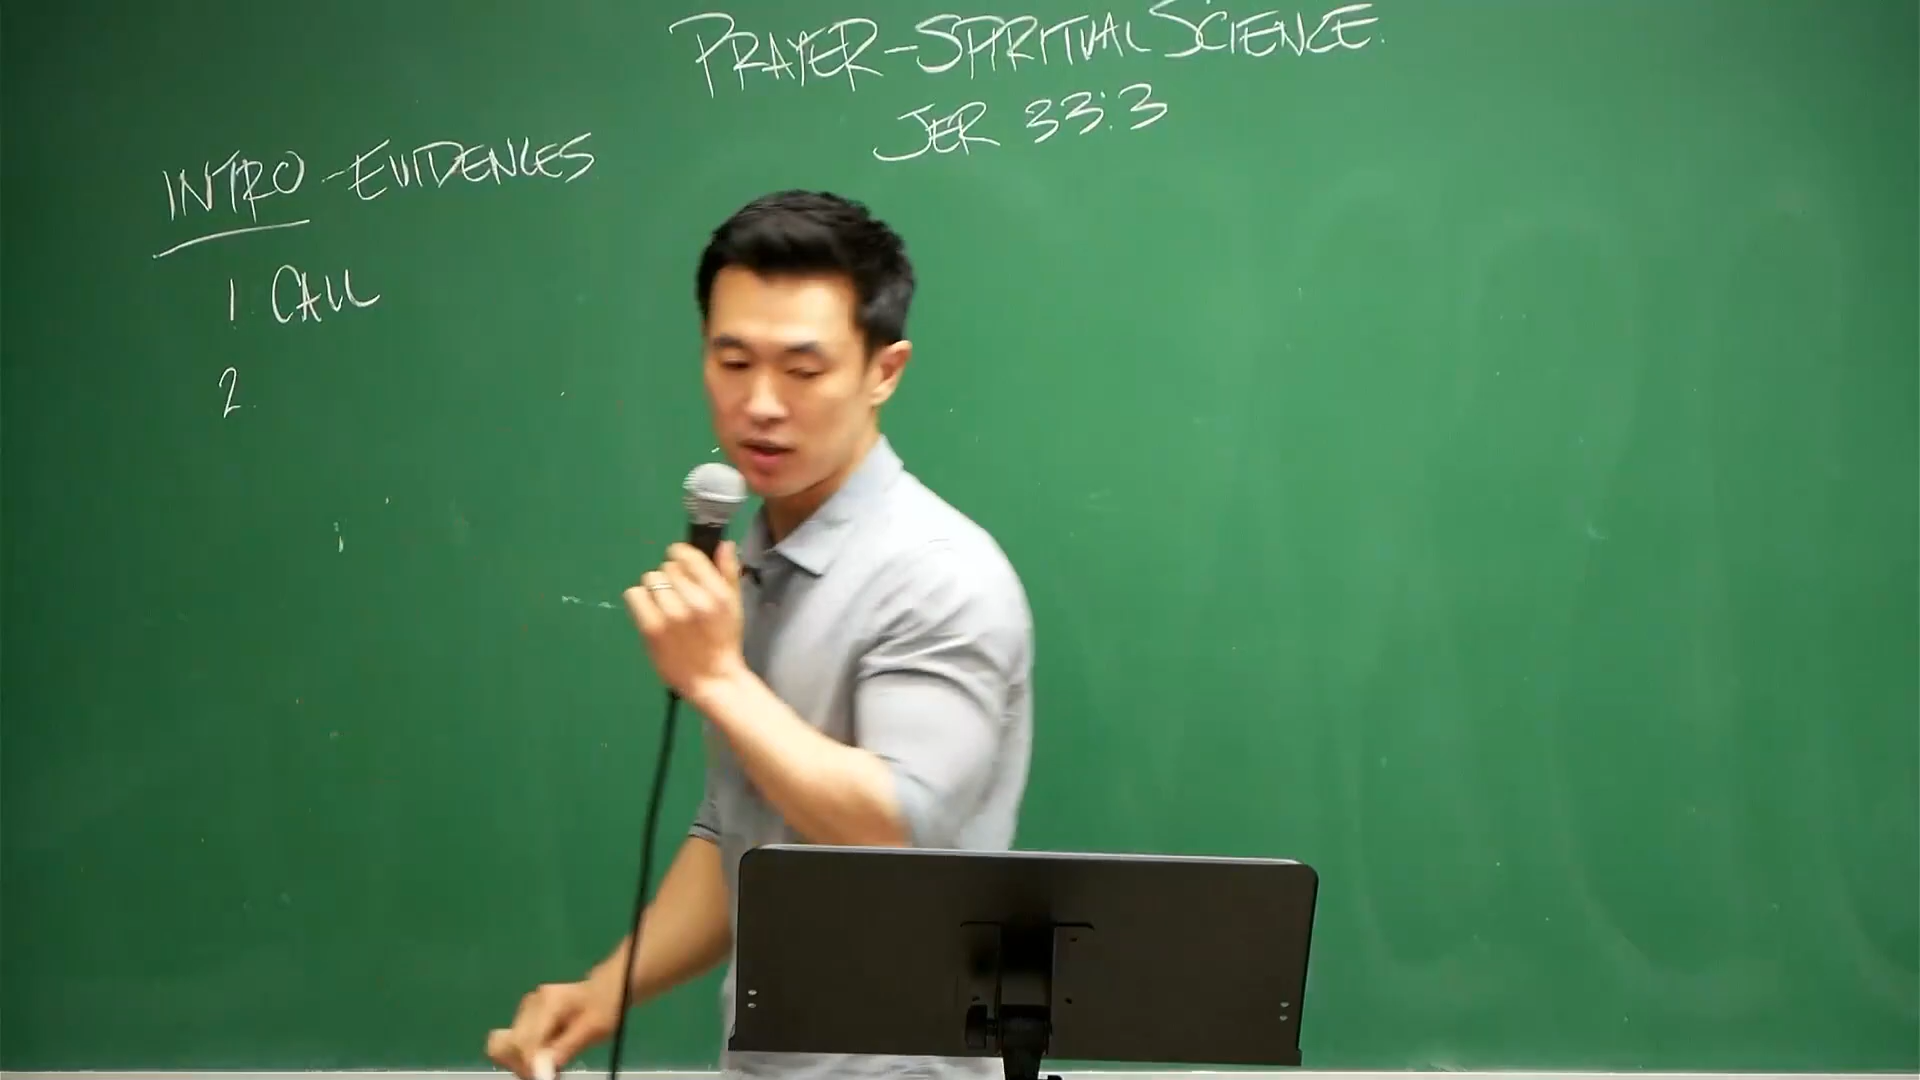 PRAYER-SPIRITUAL SCIENCE.
JER 33:3
INTRO-EVIDENCES
1. CALL
2.